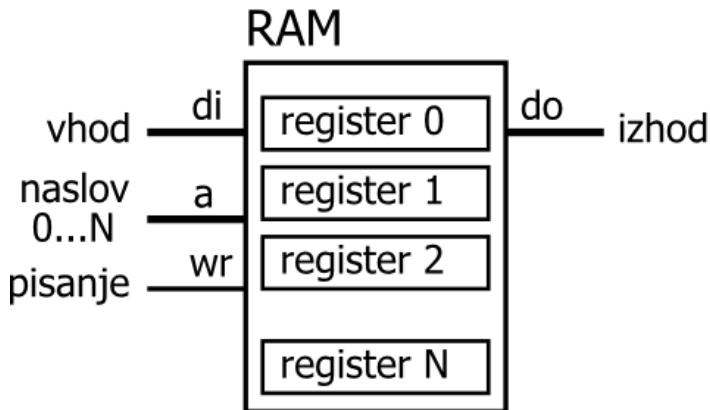 RAM
di
vhod
register 0
do
izhod
naslov
0...N
a
register 1
wr
pisanje
register 2
register N